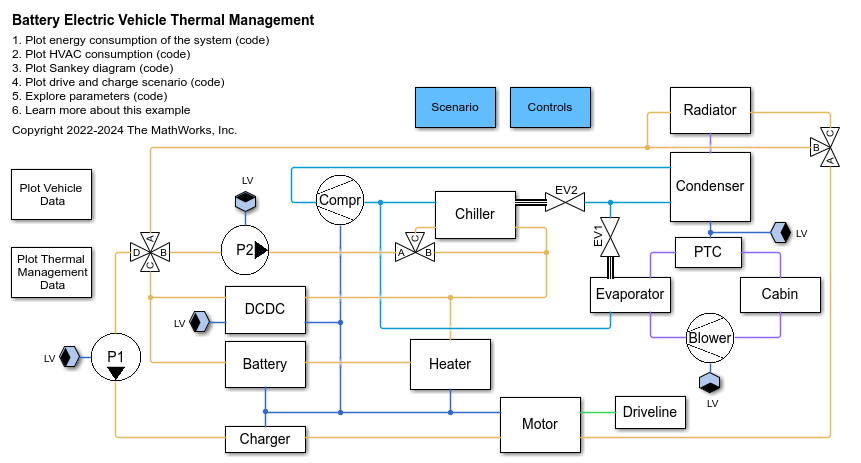 Battery Electric Vehicle Thermal Management
1. Plot energy consumption of the system (code)
2. Plot HVAC consumption (code)
3. Plot Sankey diagram (code)
4. Plot drive and charge scenario (code)
5. Explore parameters (code)
6. Learn more about this example
Copyright 2022-2024 The MathWorks, Inc.
Scenario
Controls
Radiator
C
B
A
Plot Vehicle
Data
LV
Compr
Chiller
EV2
Condenser
LV
A
D
B
C
P2
C
A
B
EV1
PTC
Plot Thermal
Management
Data
DCDC
LV
Evaporator
Cabin
LV
P1
Battery
Heater
Blower
LV
Charger
Motor
Driveline